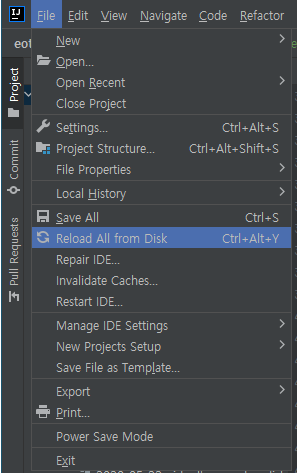 IJ File Edit View Navigate Code Refactor
eot
New
Open...
Open Recent
Close Project
Settings... Ctrl+Alt+S
Project Structure... Ctrl+Alt+Shift+S
File Properties
Local History
Save All Ctrl+S
Reload All from Disk Ctrl+Alt+Y
Repair IDE...
Invalidate Caches...
Restart IDE...
Manage IDE Settings
New Projects Setup
Save File as Template...
Export
Print...
Power Save Mode
Exit
Project
Commit
Pull Requests